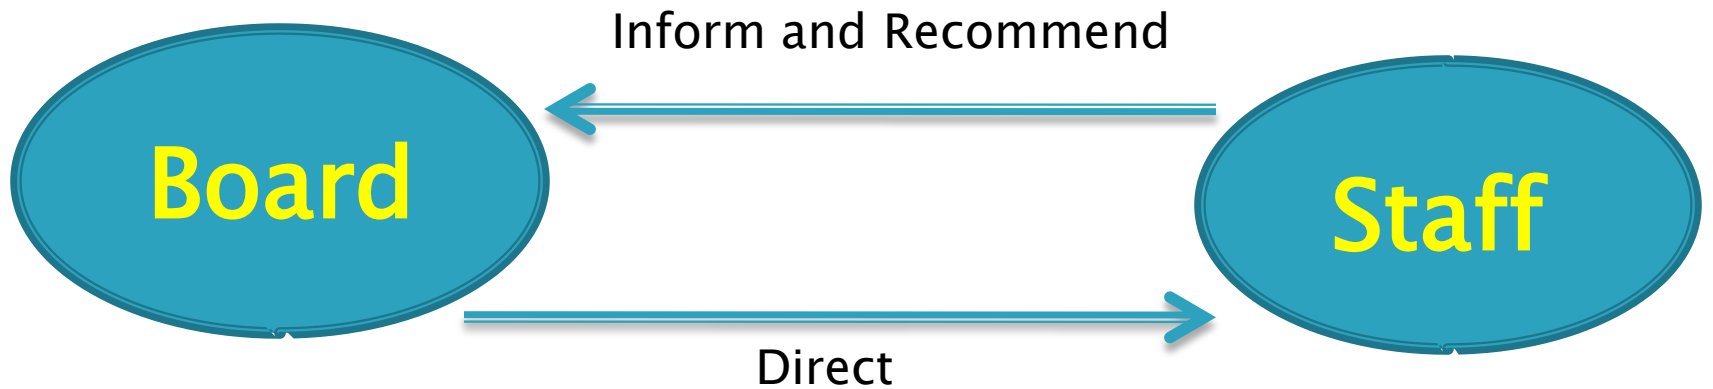 Inform and Recommend
Board
Staff
Direct